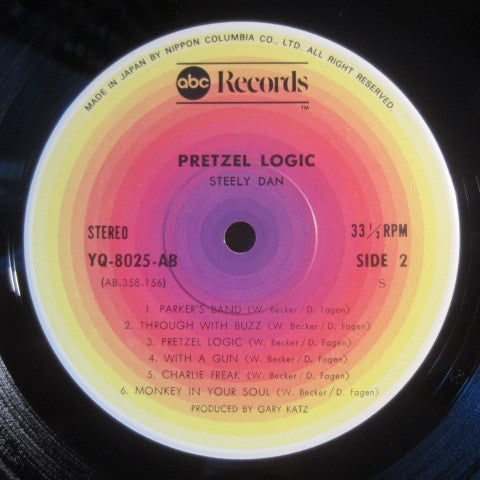 MADE IN JAPAN BY NIPPON COLUMBIA CO., LTD. ALL RIGHT RESERVED
abc Records
TM
PRETZEL LOGIC
STEELY DAN
STEREO 33 1/3 RPM
YQ-8025-AB SIDE 2
(AB-358-156) S
1. PARKER'S BAND (W. Becker/D. Fagen)
2. THROUGH WITH BUZZ (W. Becker/D. Fagen)
3. PRETZEL LOGIC (W. Becker/D. Fagen)
4. WITH A GUN (W. Becker/D. Fagen)
5. CHARLIE FREAK (W. Becker/D. Fagen)
6. MONKEY IN YOUR SOUL (W. Becker/D. Fagen)
PRODUCED BY GARY KATZ